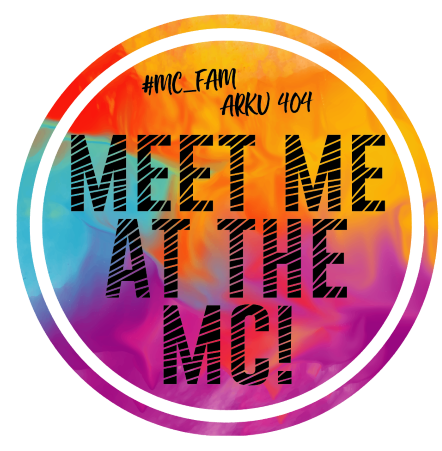 #MC_FAM
ARKU 404
MEET ME
AT THE
MC!